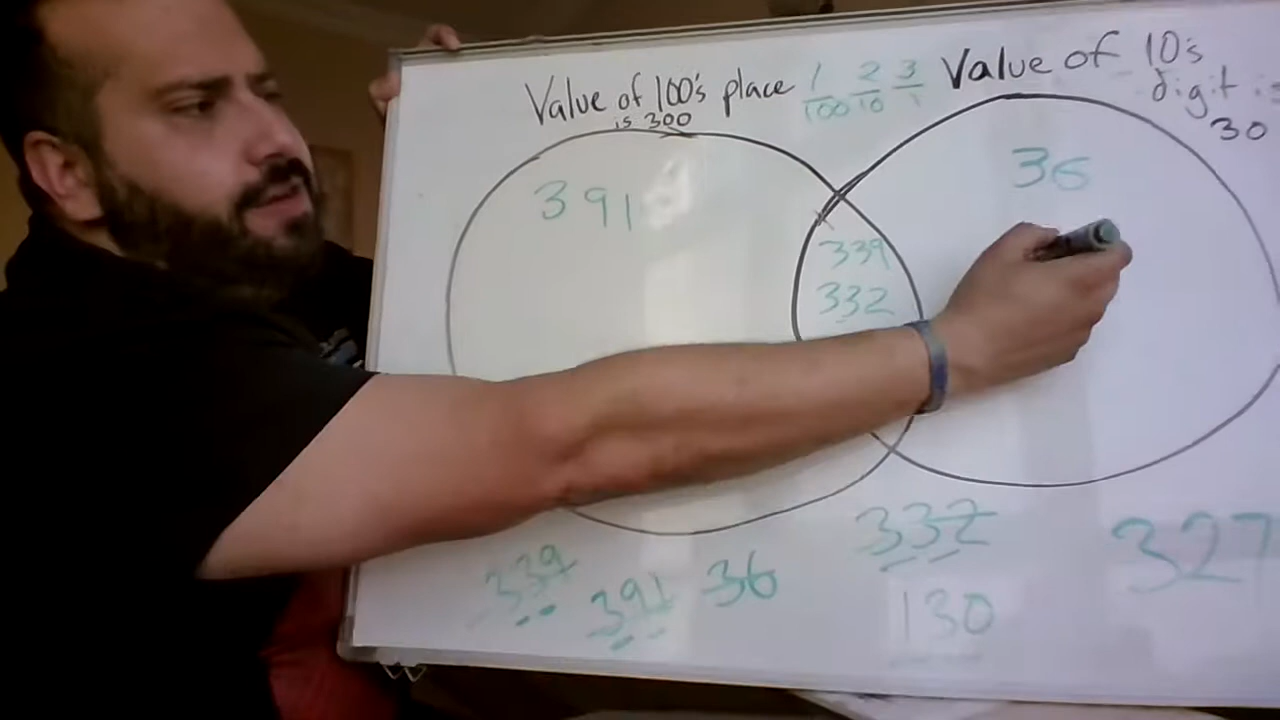 Value of 100's place
is 300
1 2 3
100 10 1
Value of 10's
digit is
30
391
36
339
332
339 391 36
332
130
327